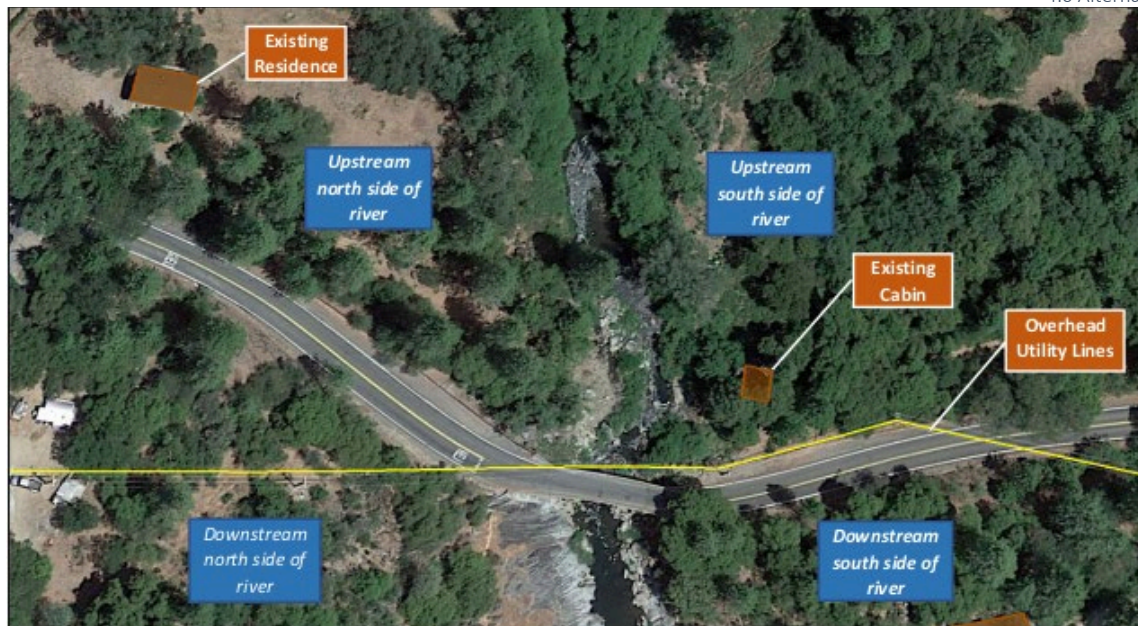 Existing
Residence
Upstream
north side of
river
Upstream
south side of
river
Existing
Cabin
Overhead
Utility Lines
Downstream
north side of
river
Downstream
south side of
river